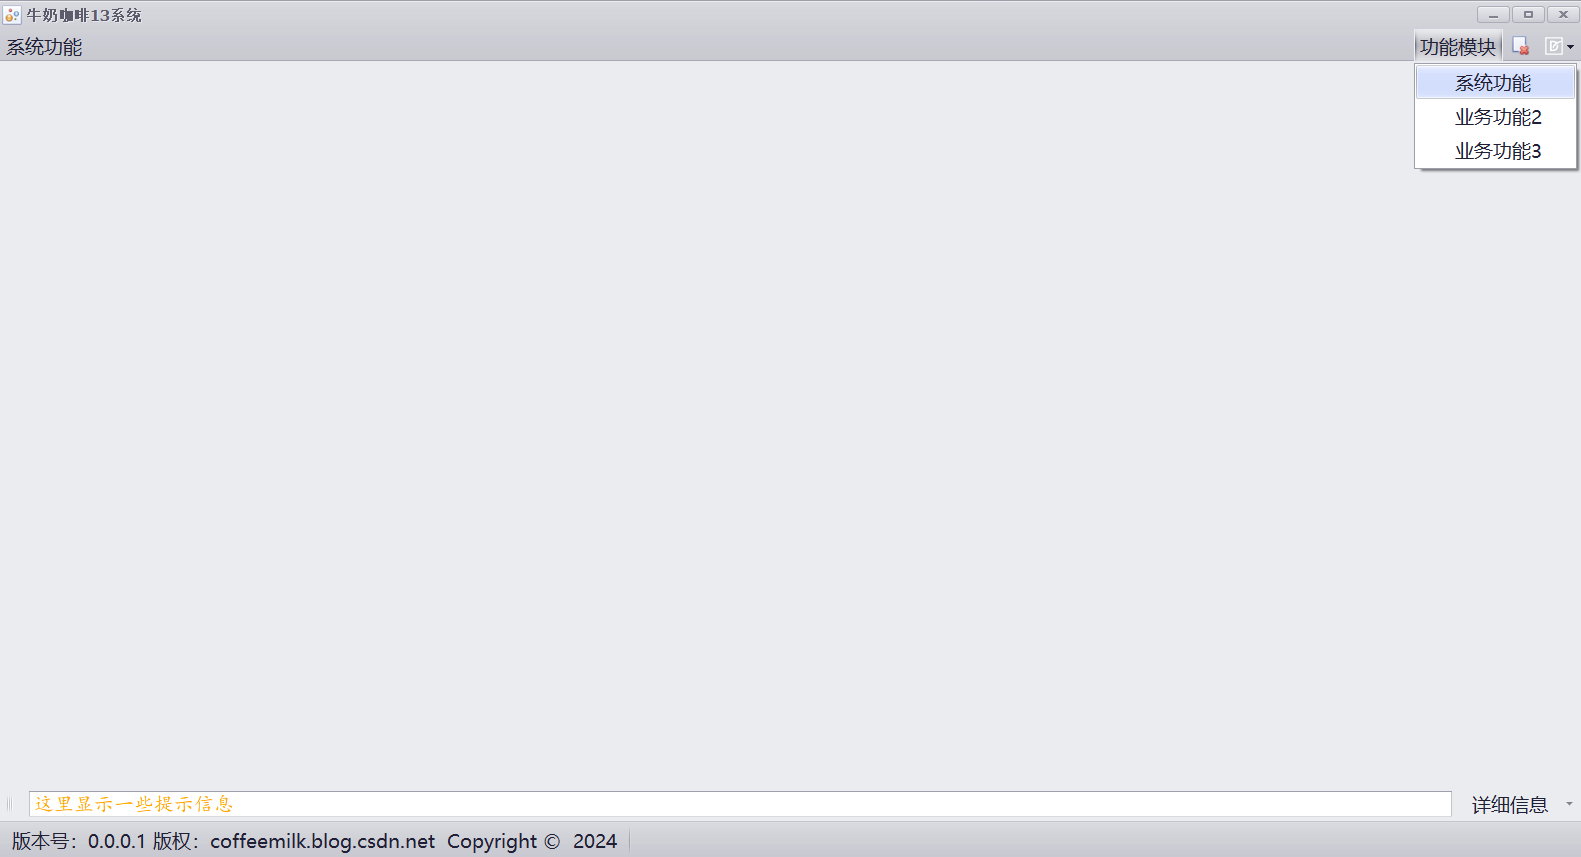 牛奶咖啡13系统
系统功能
功能模块
系统功能
业务功能2
业务功能3
这里显示一些提示信息
详细信息
版本号：0.0.0.1 版权：coffeemilk.blog.csdn.net Copyright © 2024